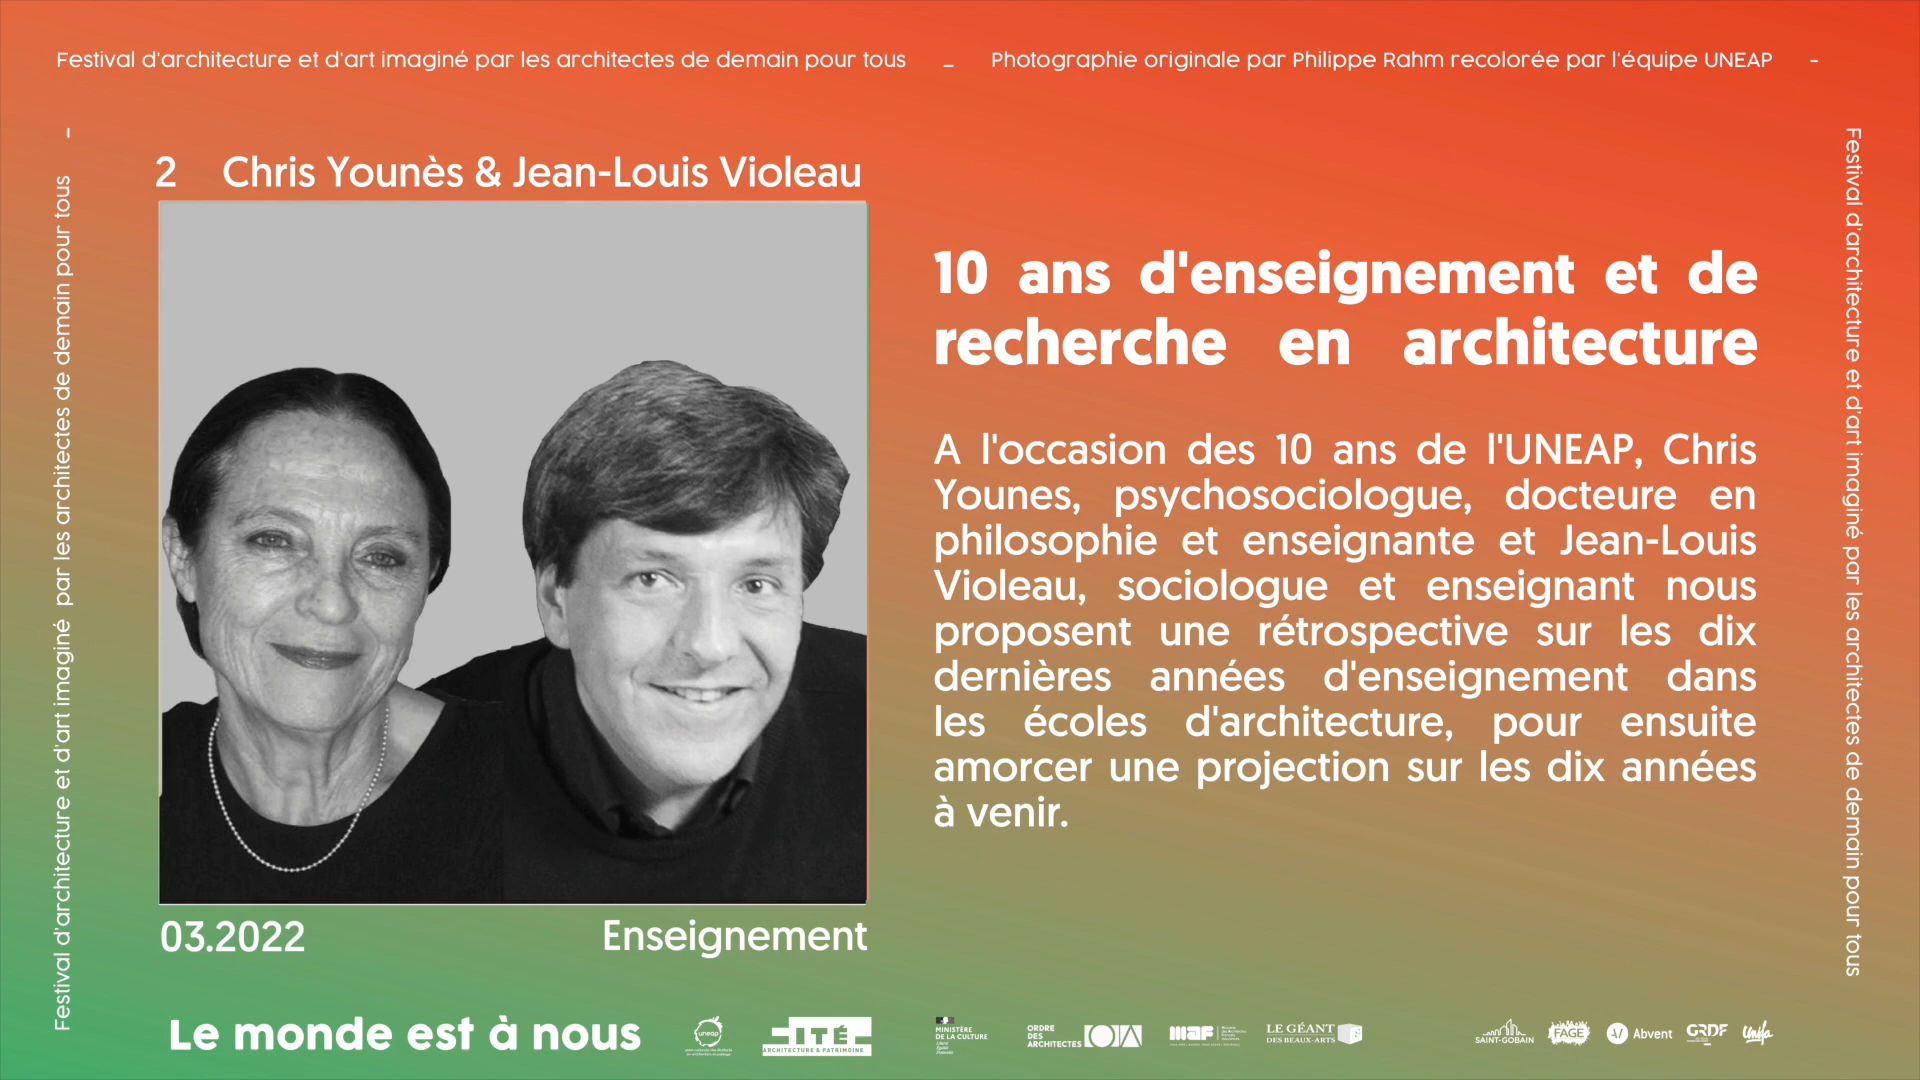 Festival d'architecture et d'art imaginé par les architectes de demain pour tous _ Photographie originale par Philippe Rahm recolorée par l'équipe UNEAP -
Festival d'architecture et d'art imaginé par les architectes de demain pour tous -
2 Chris Younès & Jean-Louis Violeau
10 ans d'enseignement et de
recherche en architecture
A l'occasion des 10 ans de l'UNEAP, Chris
Younes, psychosociologue, docteure en
philosophie et enseignante et Jean-Louis
Violeau, sociologue et enseignant nous
proposent une rétrospective sur les dix
dernières années d'enseignement dans
les écoles d'architecture, pour ensuite
amorcer une projection sur les dix années
à venir.
03.2022 Enseignement
Festival d'architecture et d'art imaginé par les architectes de demain pour tous
Le monde est à nous
uneap
CITÉ
ARCHITECTURE & PATRIMOINE
MINISTÈRE
DE LA CULTURE
ORDRE
DES
ARCHITECTES
MAF
LE GÉANT
DES BEAUX-ARTS
SAINT-GOBAIN
FAGE
Abvent
GRDF
Unifa